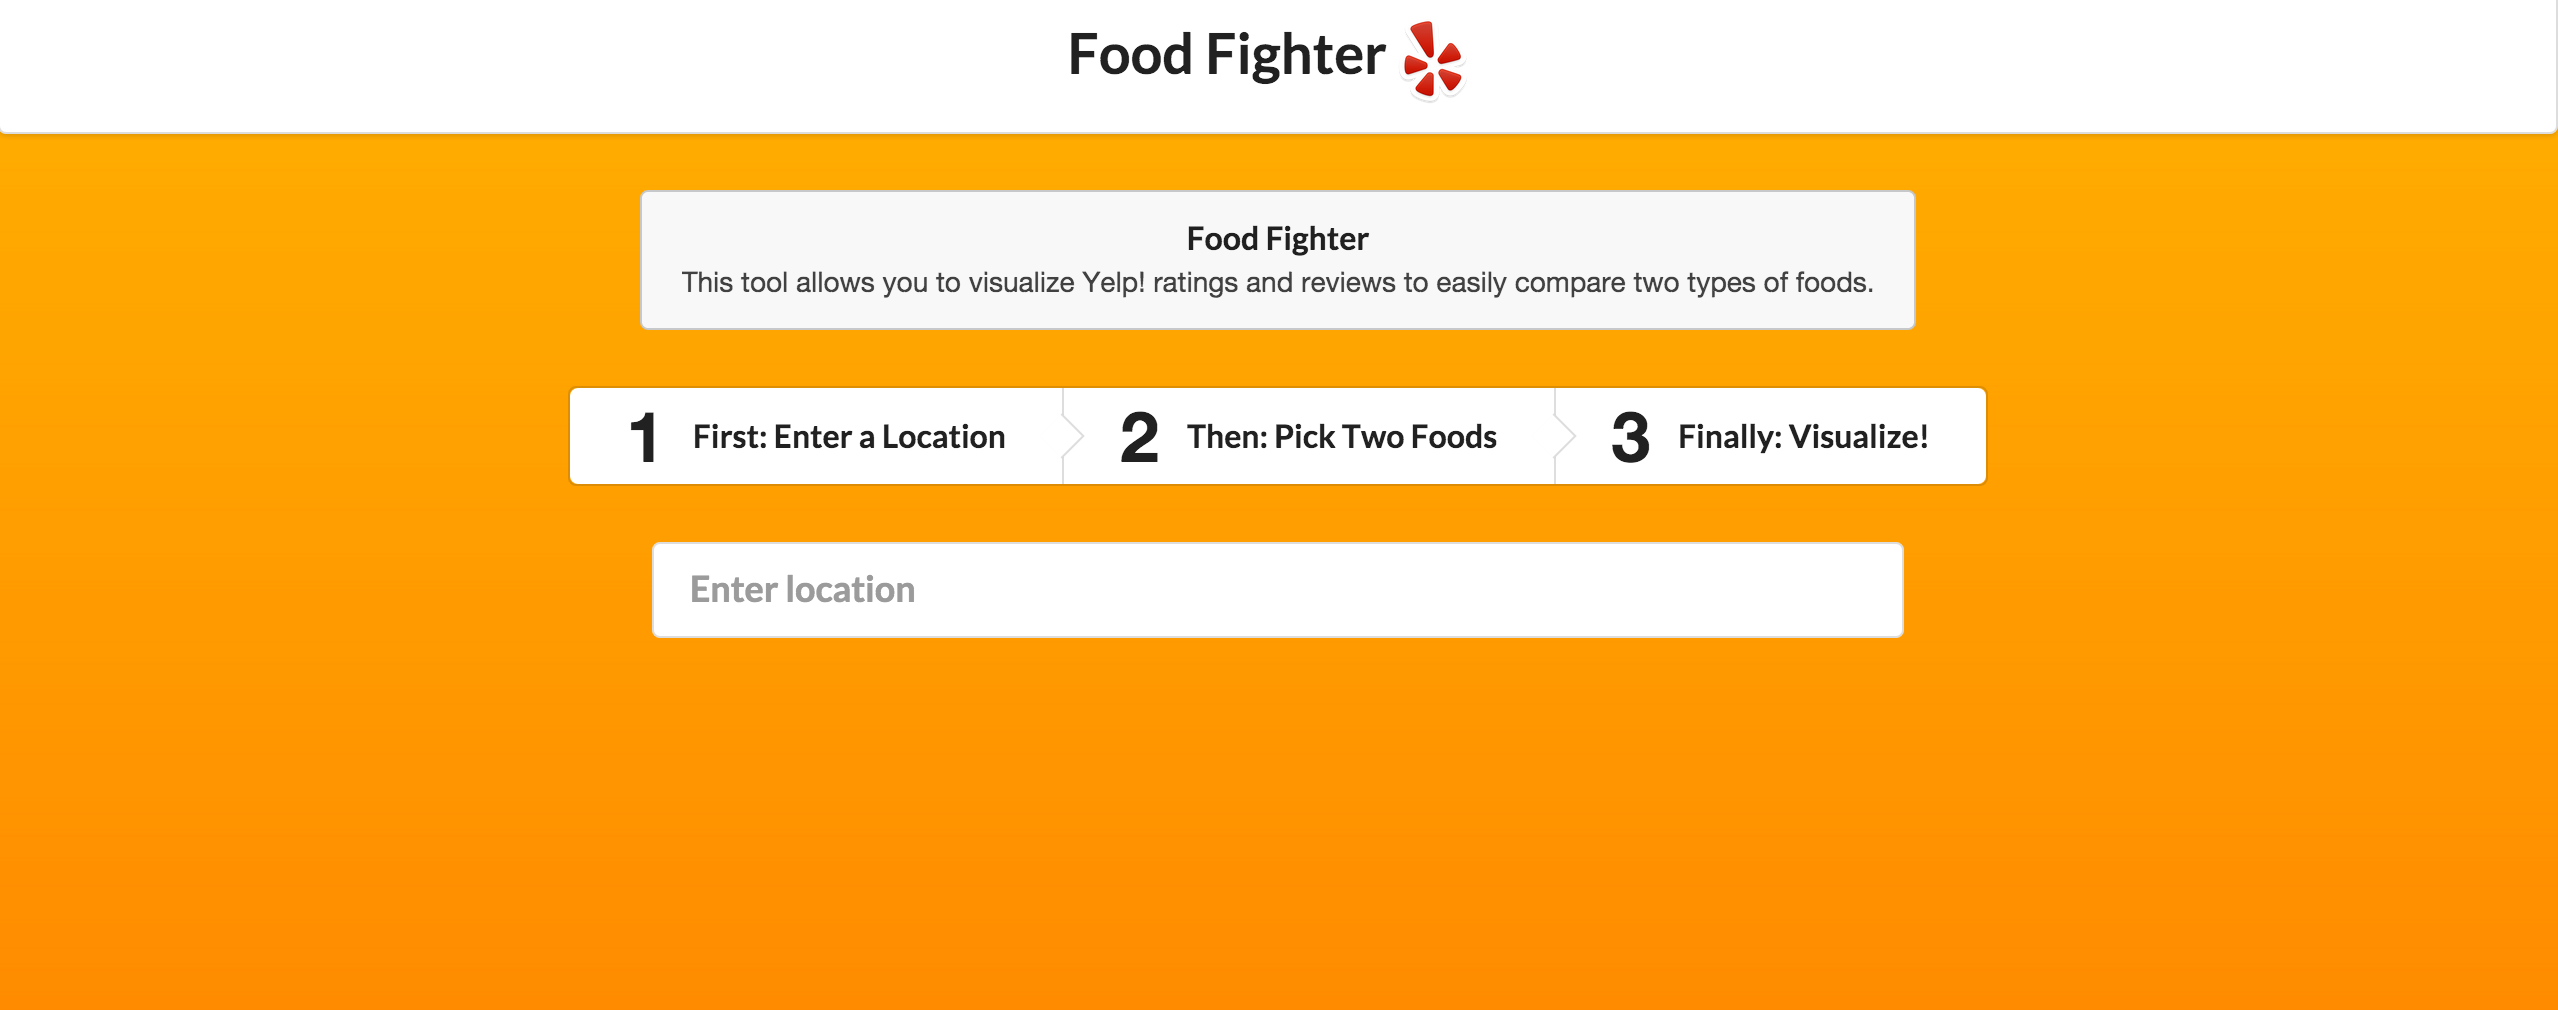 Food Fighter
Food Fighter
This tool allows you to visualize Yelp! ratings and reviews to easily compare two types of foods.
1 First: Enter a Location 2 Then: Pick Two Foods 3 Finally: Visualize!
Enter location